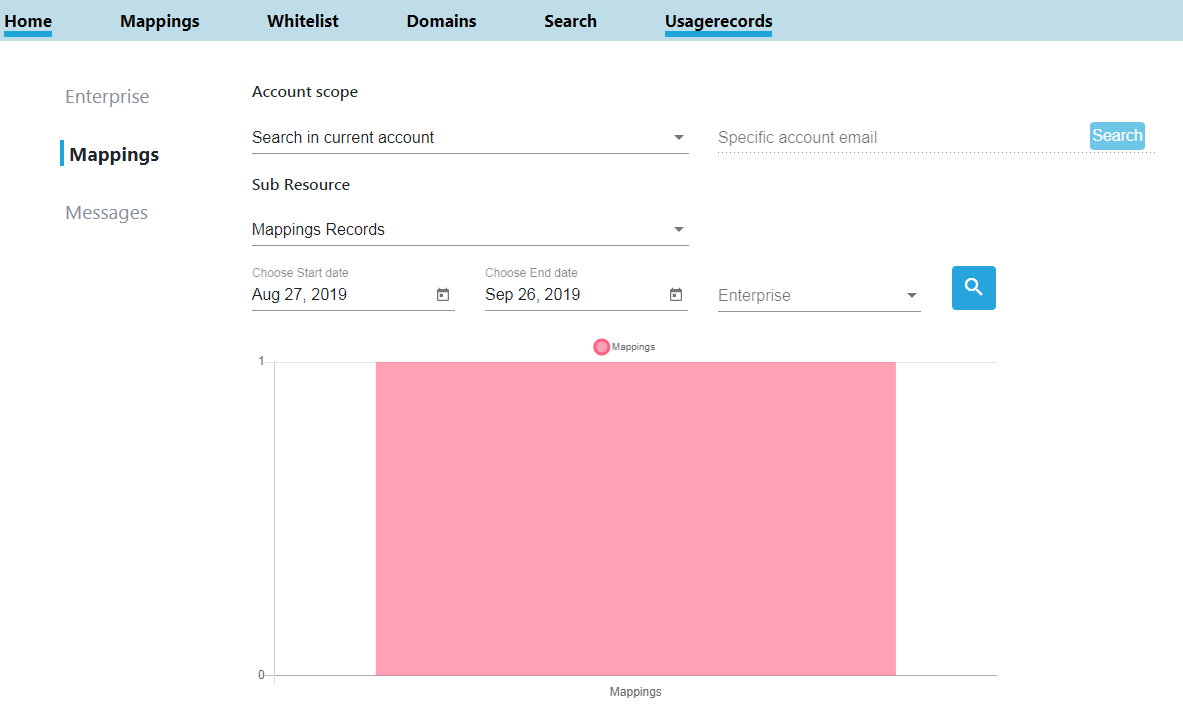 Home Mappings Whitelist Domains Search Usagerecords
Enterprise
Mappings
Messages
Account scope
Search in current account
Specific account email
Search
Sub Resource
Mappings Records
Choose Start date
Aug 27, 2019
Choose End date
Sep 26, 2019
Enterprise
Mappings
1
0
Mappings